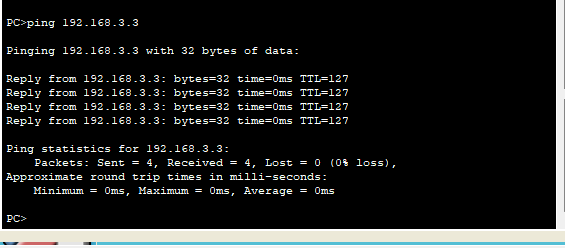 PC>ping 192.168.3.3
Pinging 192.168.3.3 with 32 bytes of data:
Reply from 192.168.3.3: bytes=32 time=0ms TTL=127
Reply from 192.168.3.3: bytes=32 time=0ms TTL=127
Reply from 192.168.3.3: bytes=32 time=0ms TTL=127
Reply from 192.168.3.3: bytes=32 time=0ms TTL=127
Ping statistics for 192.168.3.3:
Packets: Sent = 4, Received = 4, Lost = 0 (0% loss),
Approximate round trip times in milli-seconds:
Minimum = 0ms, Maximum = 0ms, Average = 0ms
PC>